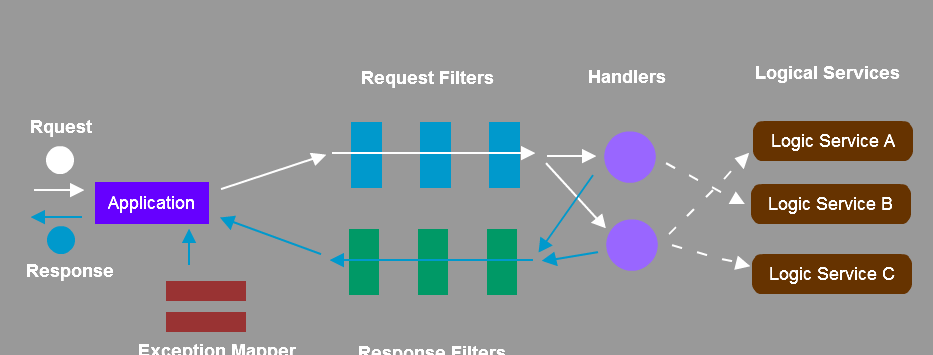 Request Filters
Handlers
Logical Services
Rquest
Logic Service A
Application
Logic Service B
Response
Logic Service C
Exception Mapper
Response Filters